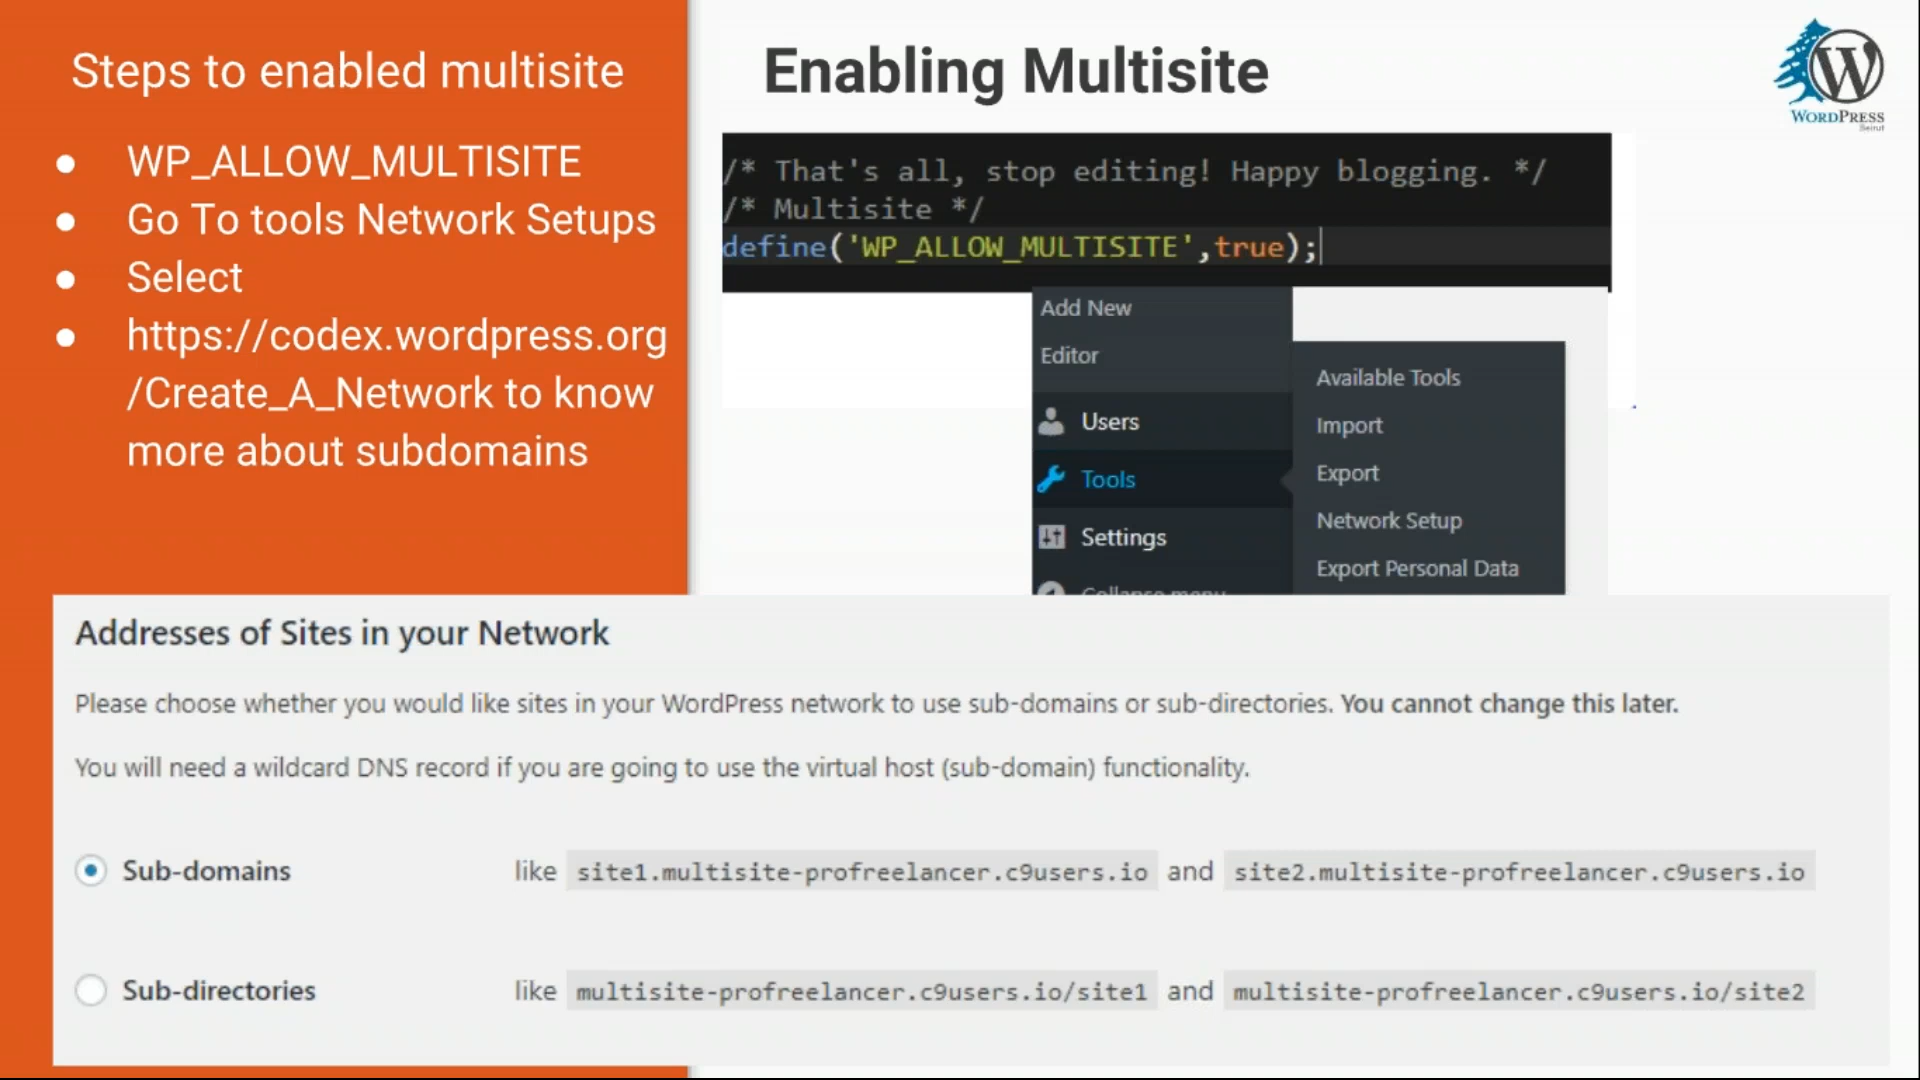 Steps to enabled multisite
● WP_ALLOW_MULTISITE
● Go To tools Network Setups
● Select
● https://codex.wordpress.org
/Create_A_Network to know
more about subdomains
Enabling Multisite
WORDPRESS
Beirut
/* That's all, stop editing! Happy blogging. */
/* Multisite */
define('WP_ALLOW_MULTISITE',true);
Add New
Editor
Users
Tools
Settings
Collapse menu
Available Tools
Import
Export
Network Setup
Export Personal Data
Addresses of Sites in your Network
Please choose whether you would like sites in your WordPress network to use sub-domains or sub-directories. You cannot change this later.
You will need a wildcard DNS record if you are going to use the virtual host (sub-domain) functionality.
Sub-domains like site1.multisite-profreelancer.c9users.io and site2.multisite-profreelancer.c9users.io
Sub-directories like multisite-profreelancer.c9users.io/site1 and multisite-profreelancer.c9users.io/site2